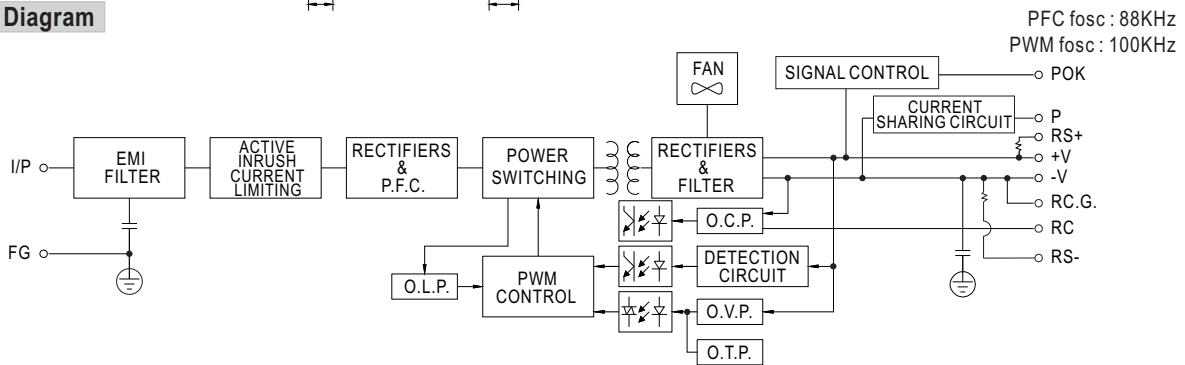 Diagram
PFC fosc : 88KHz
PWM fosc : 100KHz
FAN
SIGNAL CONTROL
POK
CURRENT
SHARING CIRCUIT
P
RS+
I/P
EMI
FILTER
ACTIVE
INRUSH
CURRENT
LIMITING
RECTIFIERS
&
P.F.C.
POWER
SWITCHING
RECTIFIERS
&
FILTER
+V
-V
RC.G.
O.C.P.
RC
FG
RS-
O.L.P.
PWM
CONTROL
DETECTION
CIRCUIT
O.V.P.
O.T.P.